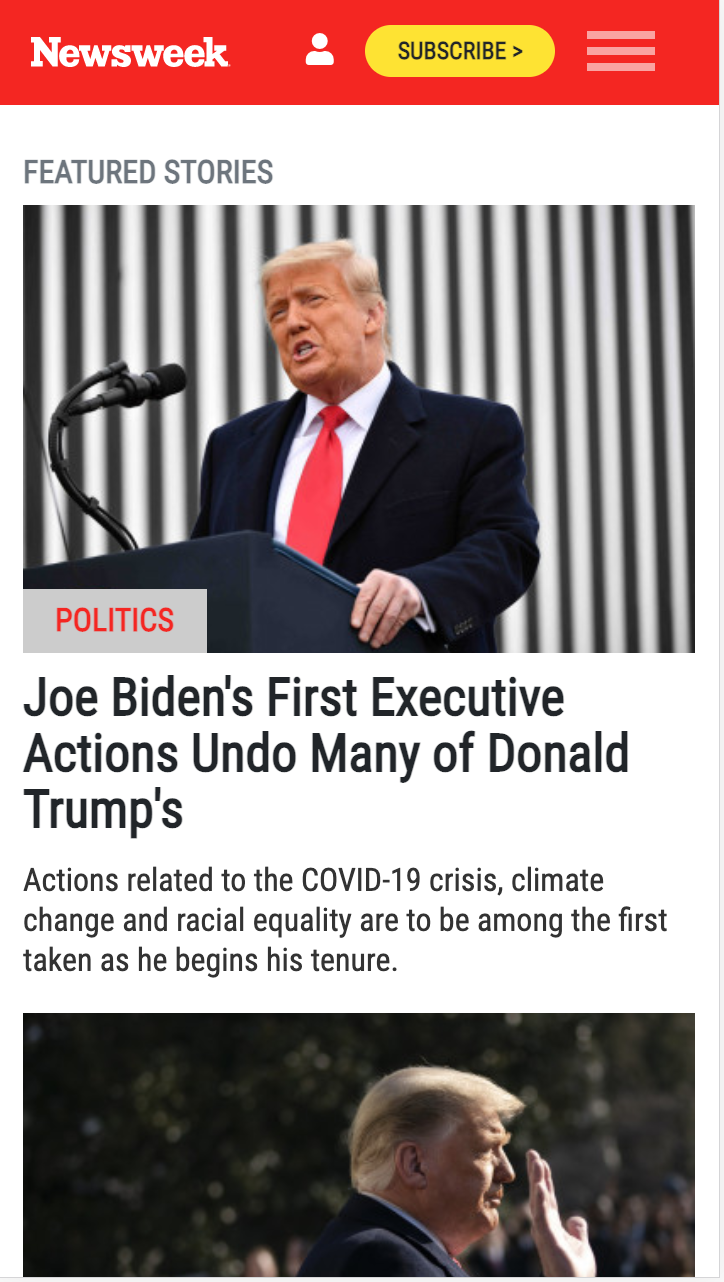 Newsweek
SUBSCRIBE >
FEATURED STORIES
POLITICS
Joe Biden's First Executive
Actions Undo Many of Donald
Trump's
Actions related to the COVID-19 crisis, climate
change and racial equality are to be among the first
taken as he begins his tenure.